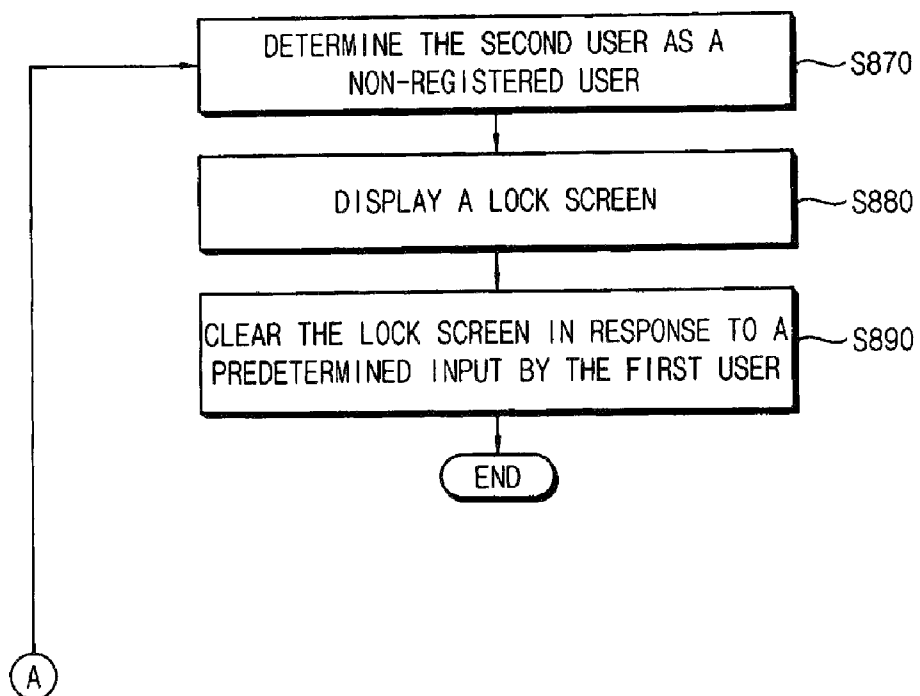 DETERMINE THE SECOND USER AS A
NON-REGISTERED USER
S870
DISPLAY A LOCK SCREEN
S880
CLEAR THE LOCK SCREEN IN RESPONSE TO A
PREDETERMINED INPUT BY THE FIRST USER
S890
END
A